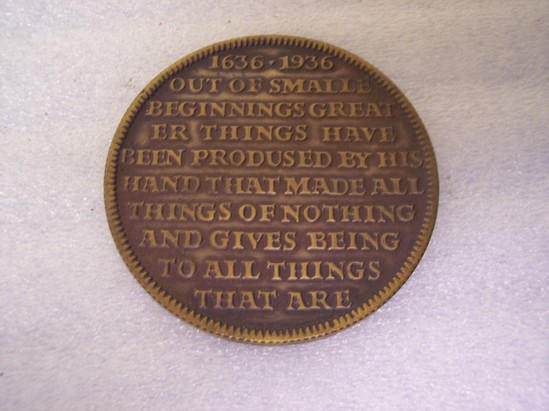 1636·1936
OUT OF SMALLE
BEGINNINGS GREAT
ER THINGS HAVE
BEEN PRODUSED BY HIS
HAND THAT MADE ALL
THINGS OF NOTHING
AND GIVES BEING
TO ALL THINGS
THAT ARE